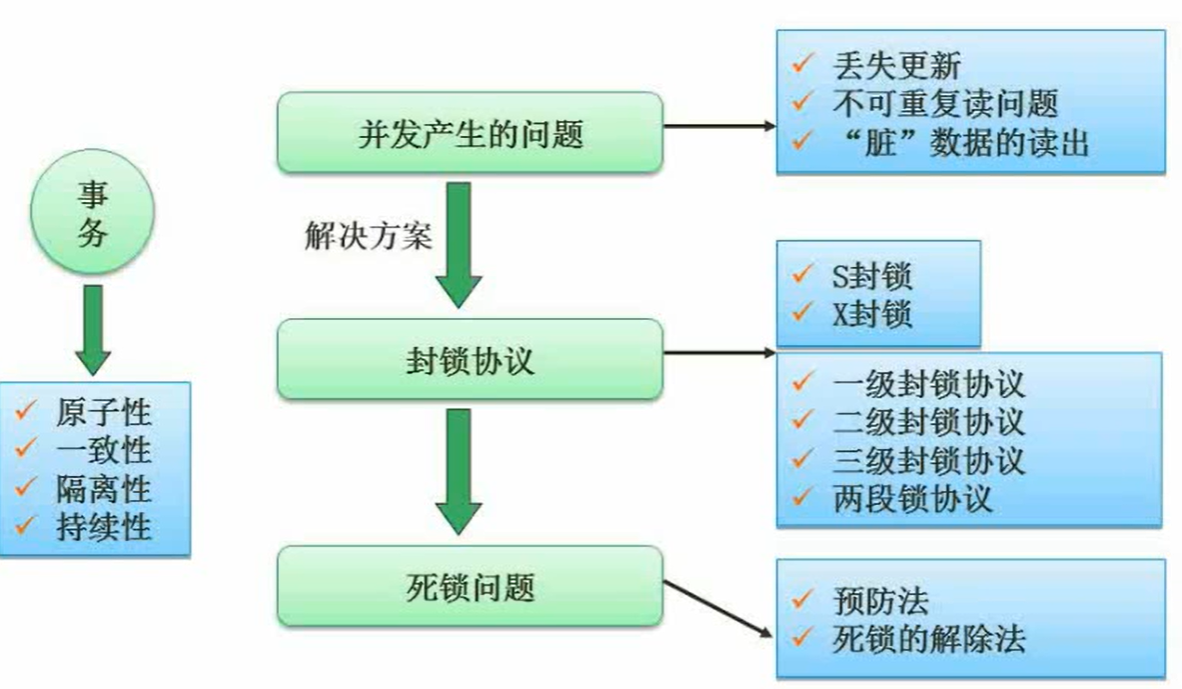 事
务
原子性
一致性
隔离性
持续性
并发产生的问题
丢失更新
不可重复读问题
“脏”数据的读出
解决方案
封锁协议
S封锁
X封锁
一级封锁协议
二级封锁协议
三级封锁协议
两段锁协议
死锁问题
预防法
死锁的解除法